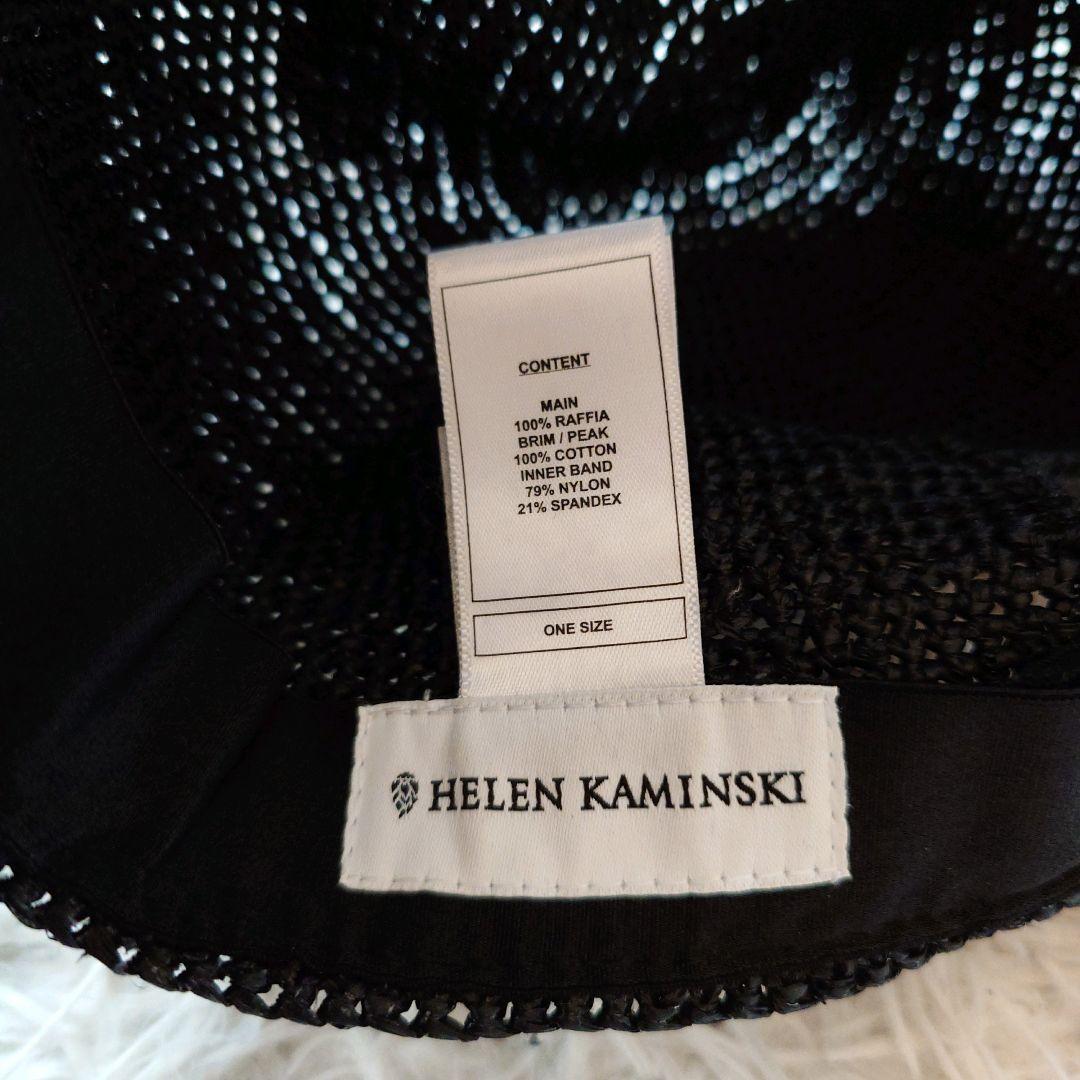 CONTENT
MAIN
100% RAFFIA
BRIM / PEAK
100% COTTON
INNER BAND
79% NYLON
21% SPANDEX
ONE SIZE
HELEN KAMINSKI